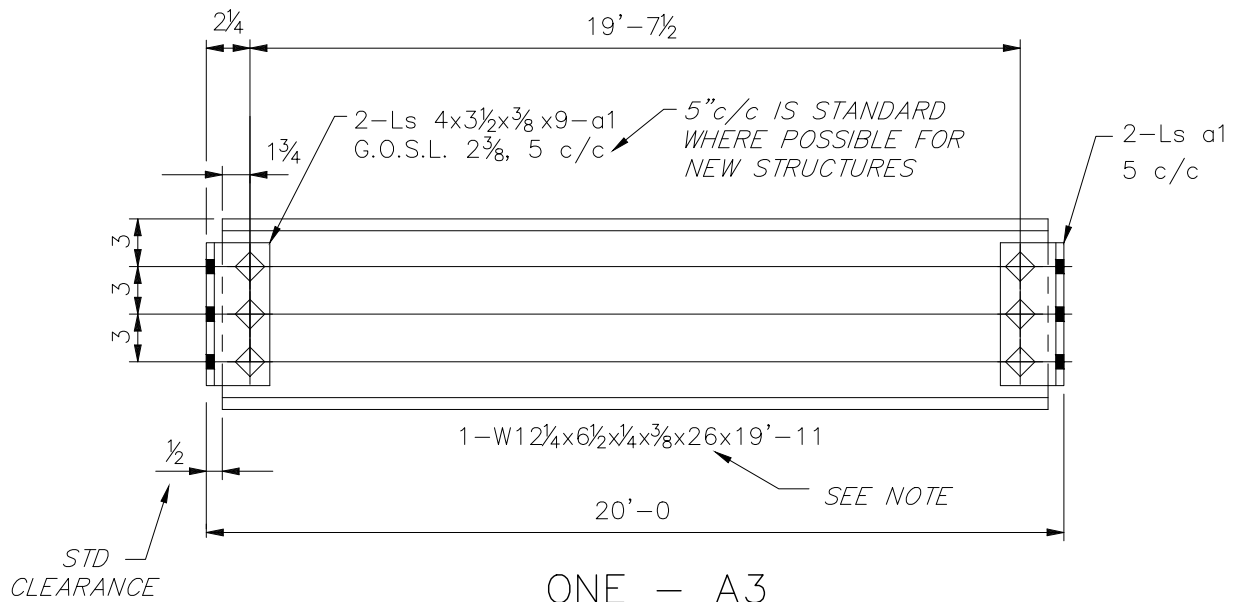 2¼
19'-7½
2-Ls 4x3½x⅜x9-a1
G.O.S.L. 2⅜, 5 c/c
5"c/c IS STANDARD
WHERE POSSIBLE FOR
NEW STRUCTURES
2-Ls a1
5 c/c
1¾
3
3
3
1-W12¼x6½x¼x⅜x26x19'-11
½
SEE NOTE
20'-0
STD
CLEARANCE
ONE - A3